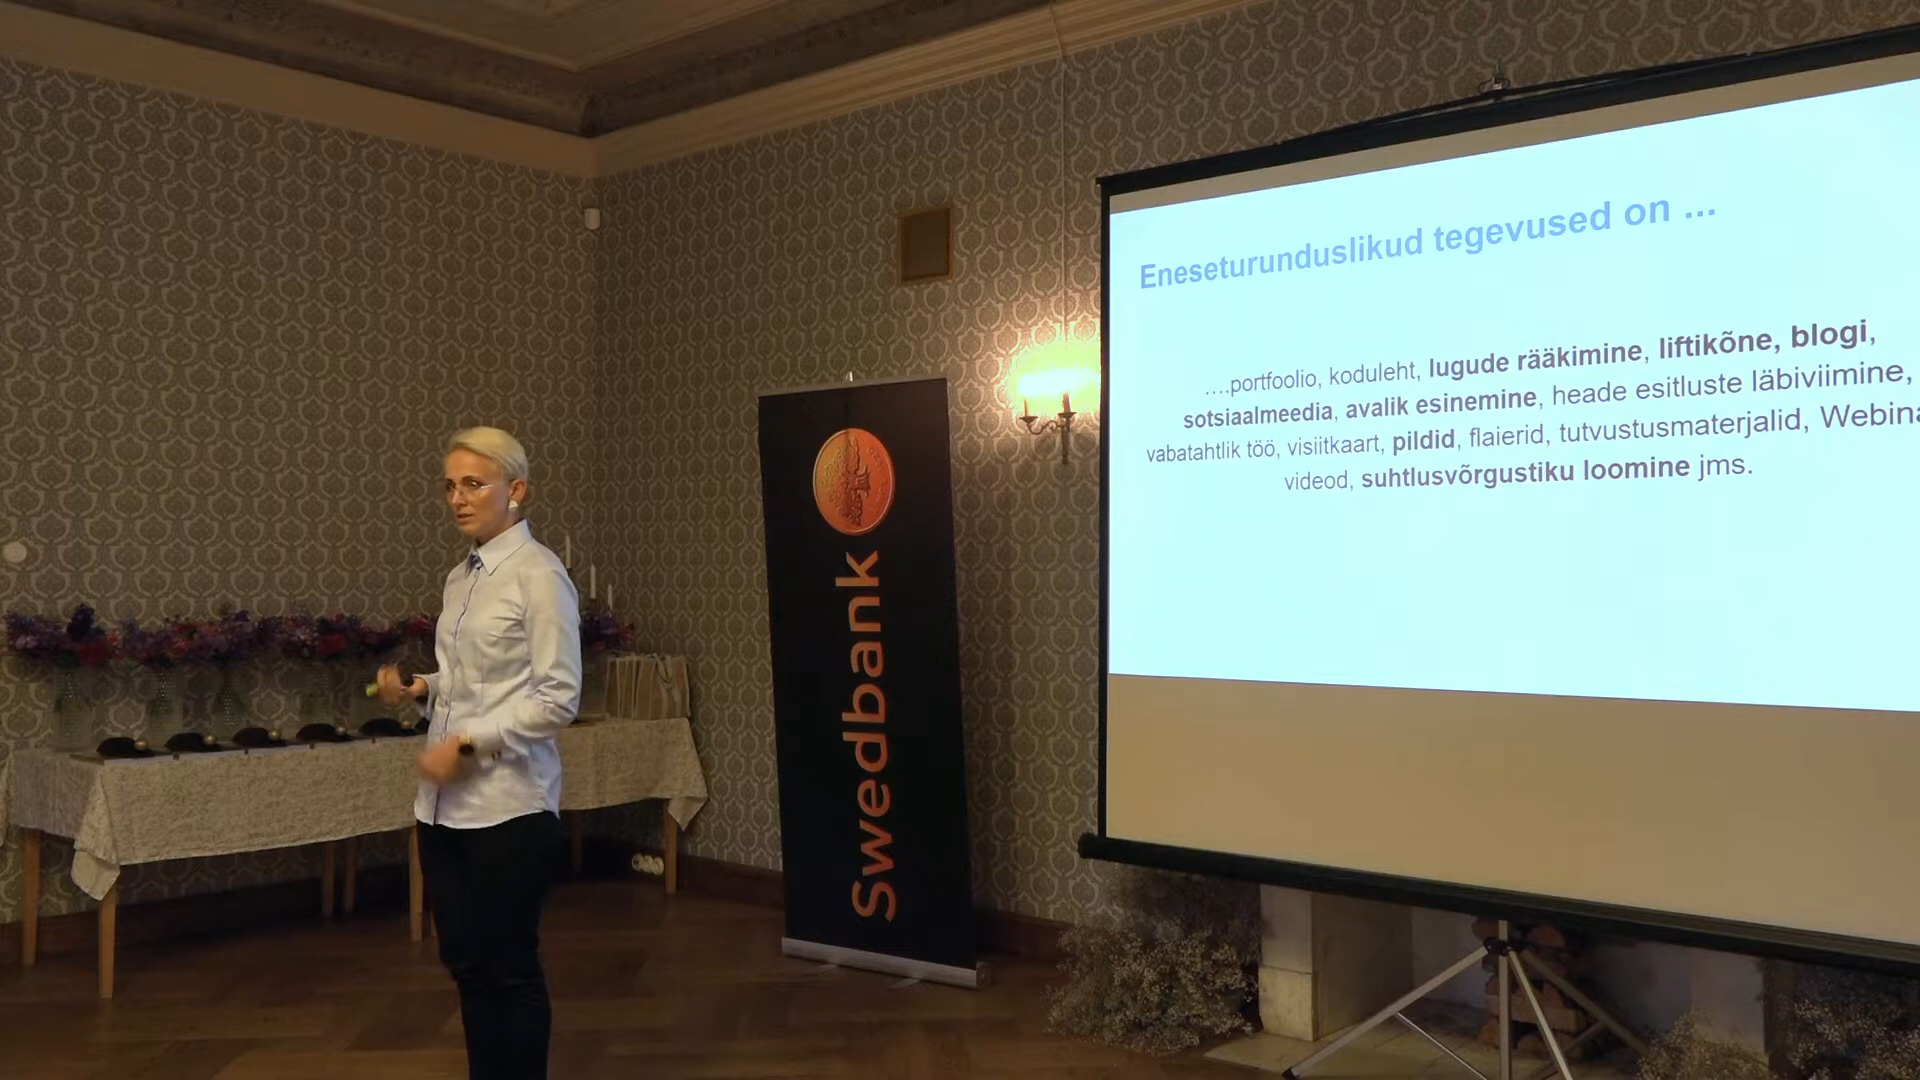 Eneseturunduslikud tegevused on ...
....portfoolio, koduleht, lugude rääkimine, liftikõne, blogi,
sotsiaalmeedia, avalik esinemine, heade esitluste läbiviimine,
vabatahtlik töö, visiitkaart, pildid, flaierid, tutvustusmaterjalid,
videod, suhtlusvõrgustiku loomine jms.
Swedbank